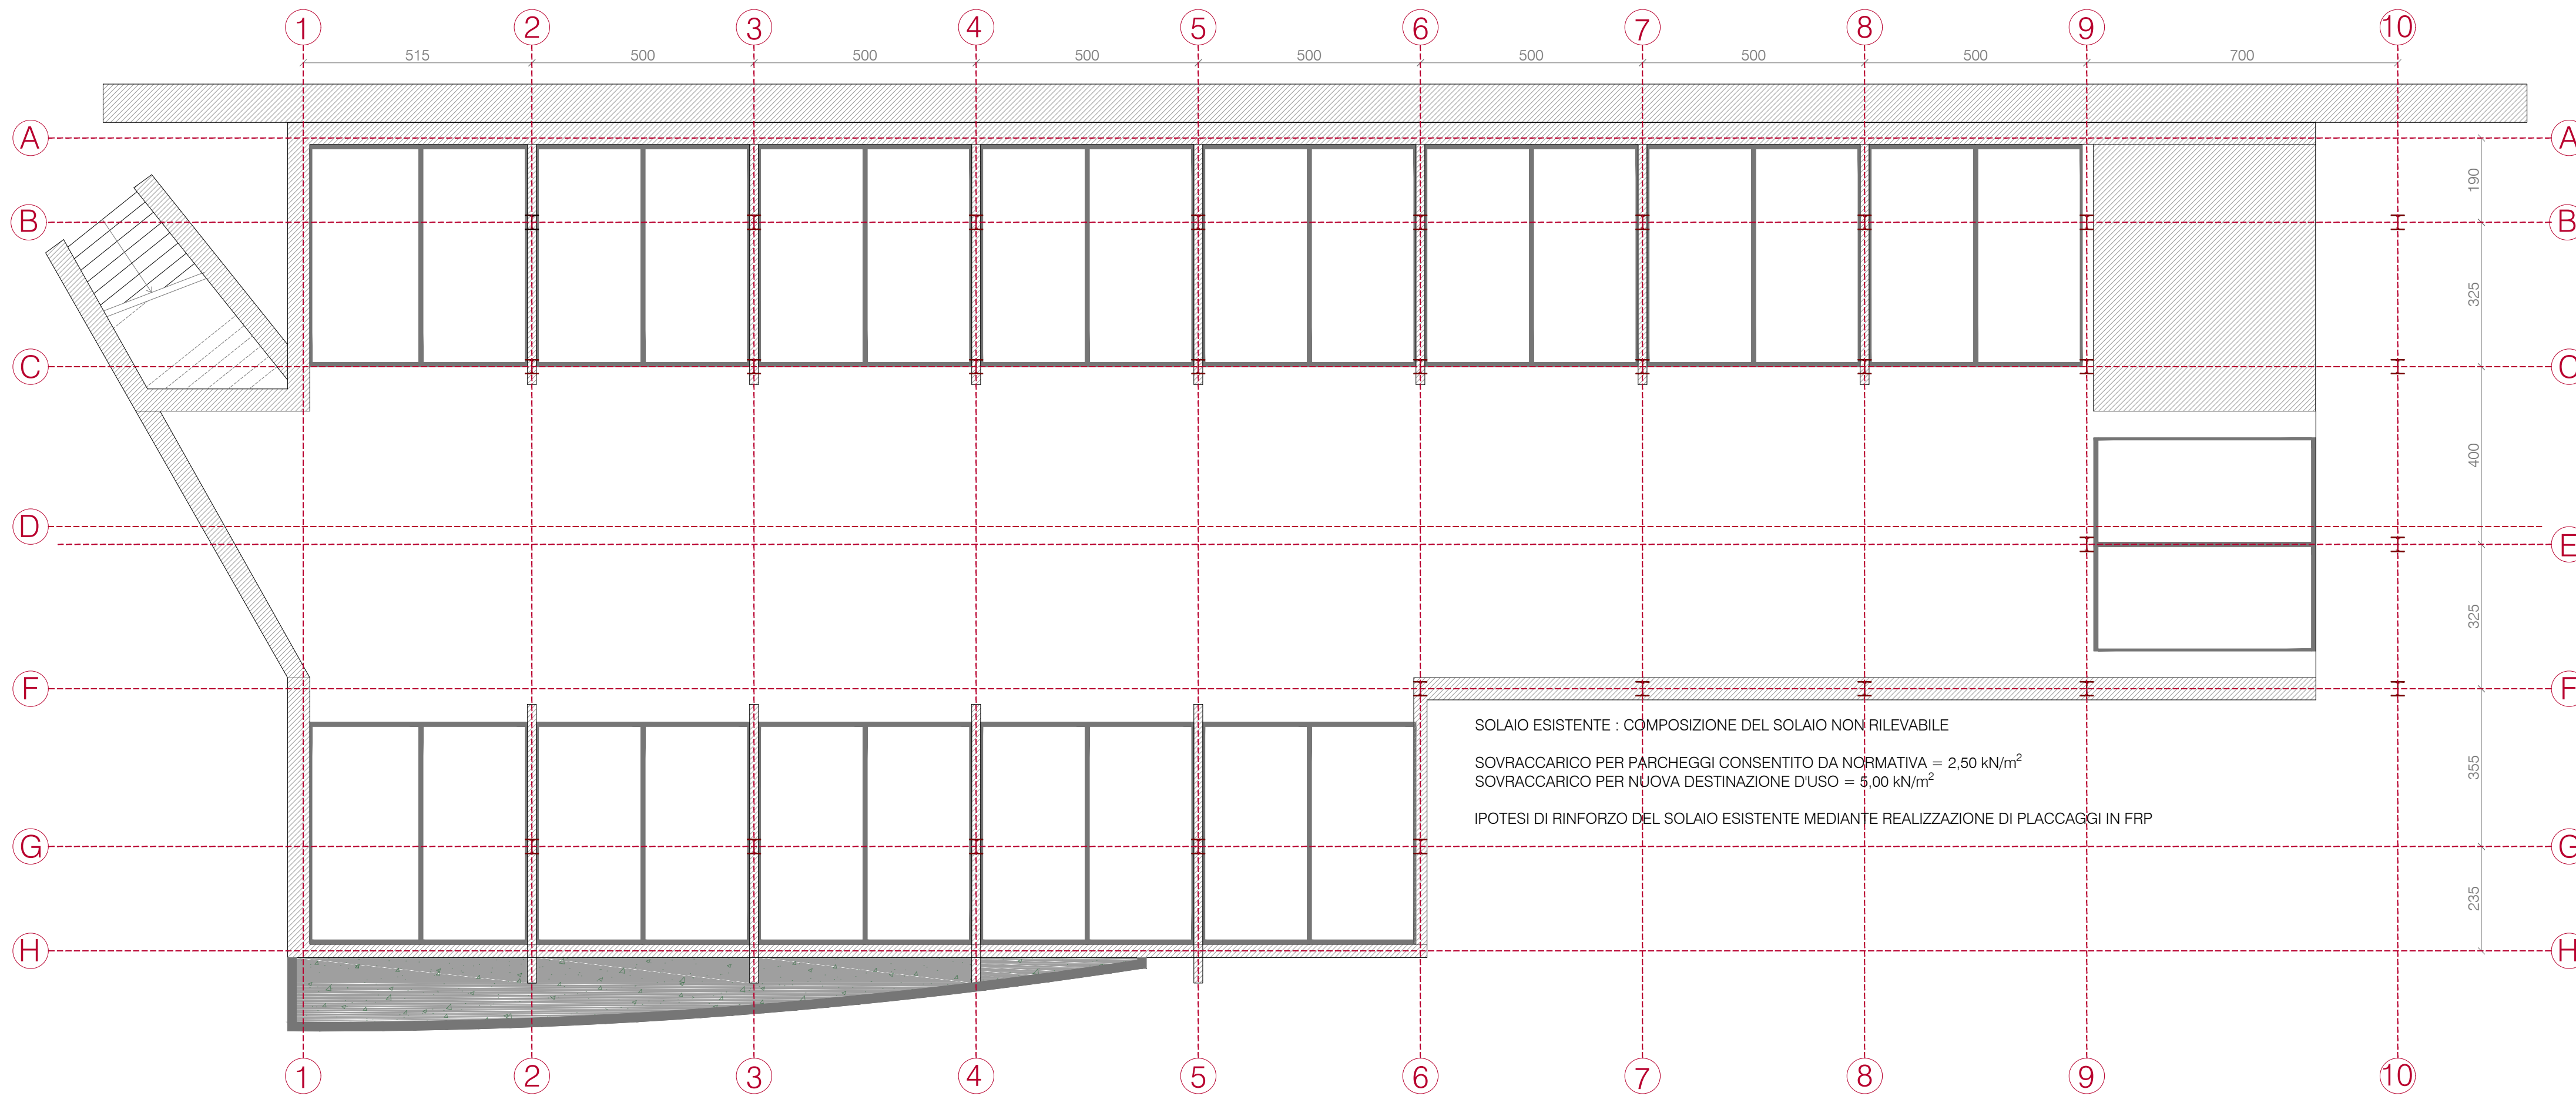 1 2 3 4 5 6 7 8 9 10
515 500 500 500 500 500 500 500 700
A A
190
B B
325
C C
400
D
E
325
F F
SOLAIO ESISTENTE : COMPOSIZIONE DEL SOLAIO NON RILEVABILE
SOVRACCARICO PER PARCHEGGI CONSENTITO DA NORMATIVA = 2,50 kN/m²
SOVRACCARICO PER NUOVA DESTINAZIONE D'USO = 5,00 kN/m²
355
IPOTESI DI RINFORZO DEL SOLAIO ESISTENTE MEDIANTE REALIZZAZIONE DI PLACCAGGI IN FRP
G G
235
H H
1 2 3 4 5 6 7 8 9 10